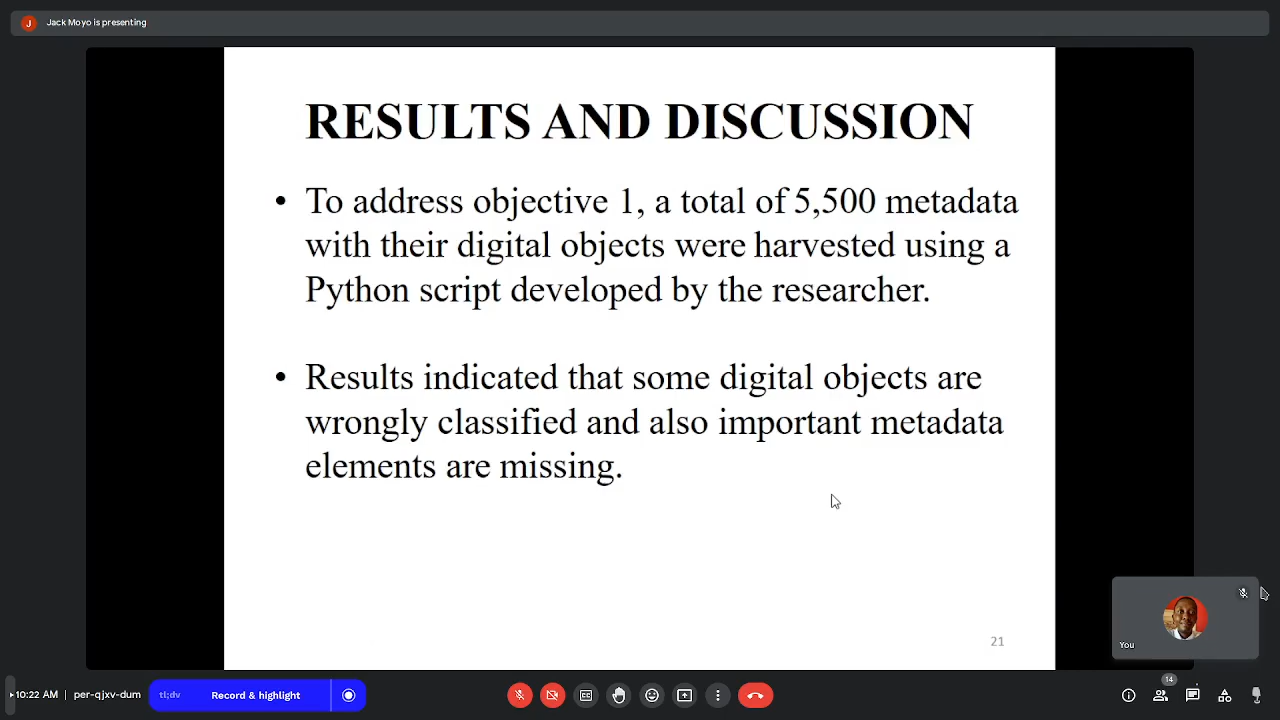 J Jack Moyo is presenting
RESULTS AND DISCUSSION
• To address objective 1, a total of 5,500 metadata
with their digital objects were harvested using a
Python script developed by the researcher.
• Results indicated that some digital objects are
wrongly classified and also important metadata
elements are missing.
21
You
10:22 AM | per-qjxv-dum
tl;dv Record & highlight
14